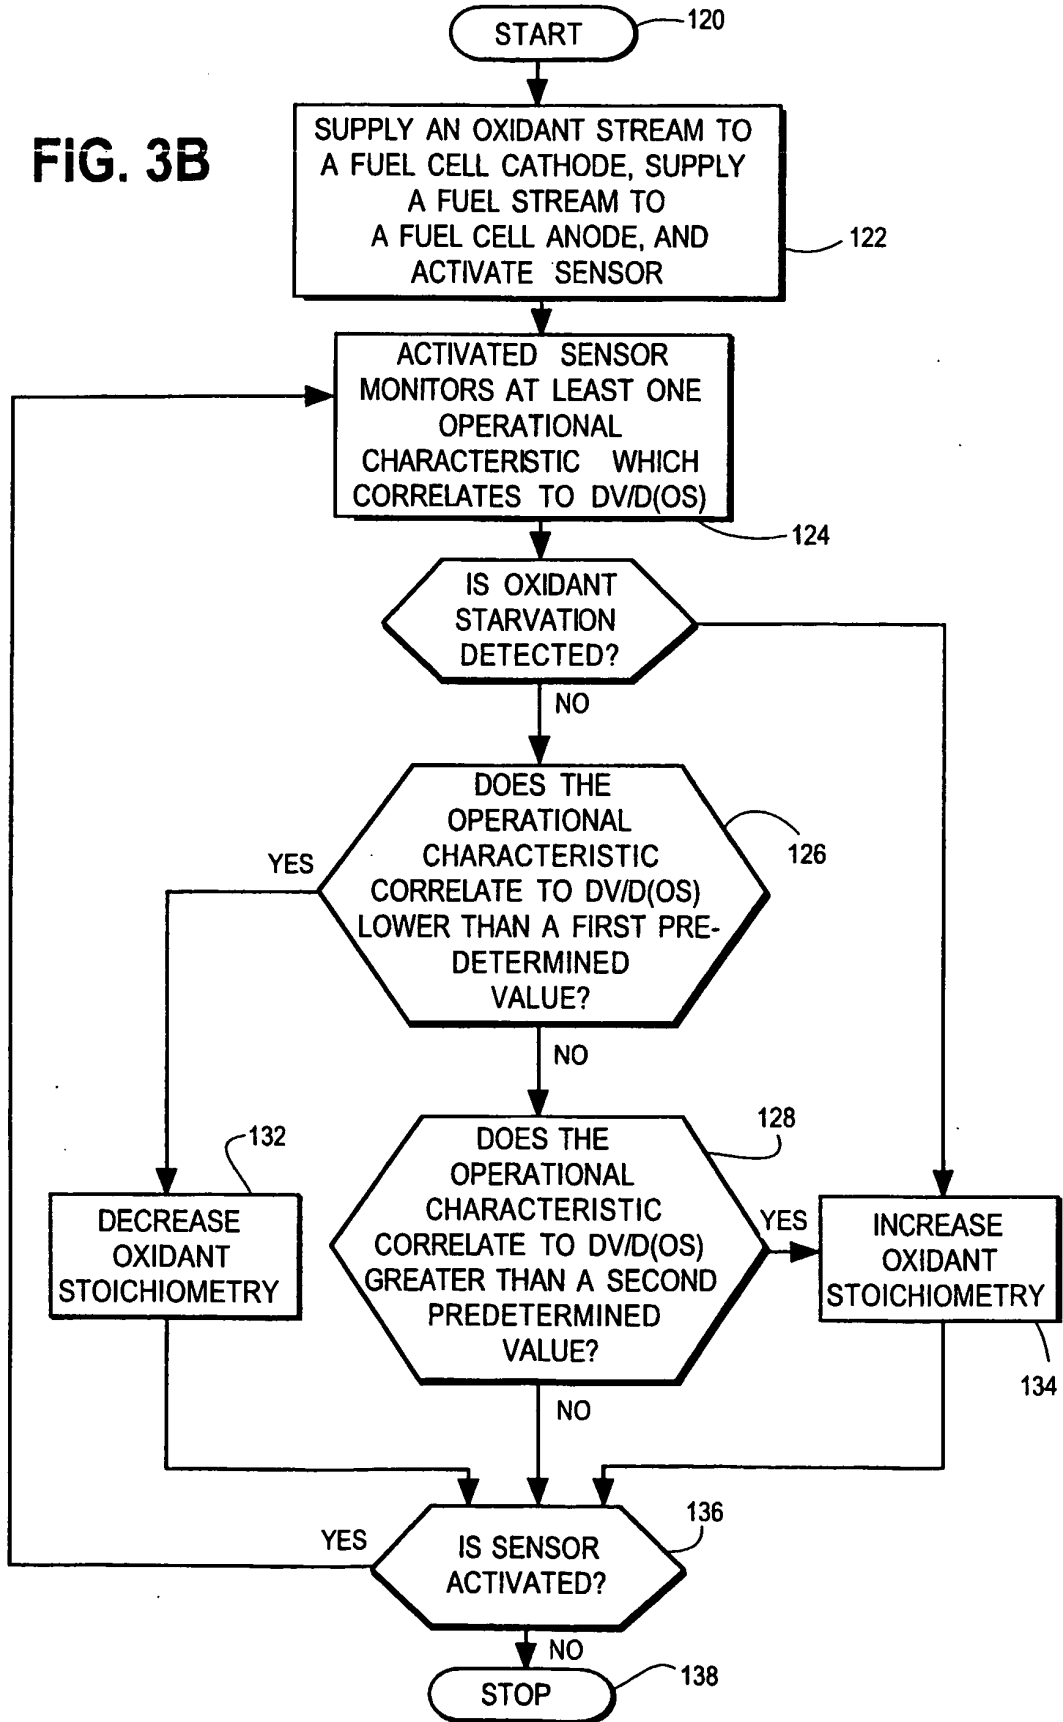 START
120
FIG. 3B
SUPPLY AN OXIDANT STREAM TO
A FUEL CELL CATHODE, SUPPLY
A FUEL STREAM TO
A FUEL CELL ANODE, AND
ACTIVATE SENSOR
122
ACTIVATED SENSOR
MONITORS AT LEAST ONE
OPERATIONAL
CHARACTERISTIC WHICH
CORRELATES TO DV/D(OS)
124
IS OXIDANT
STARVATION
DETECTED?
NO
DOES THE
OPERATIONAL
CHARACTERISTIC
CORRELATE TO DV/D(OS)
LOWER THAN A FIRST PRE-
DETERMINED
VALUE?
126
YES
NO
DOES THE
OPERATIONAL
CHARACTERISTIC
CORRELATE TO DV/D(OS)
GREATER THAN A SECOND
PREDETERMINED
VALUE?
128
YES
132
DECREASE
OXIDANT
STOICHIOMETRY
INCREASE
OXIDANT
STOICHIOMETRY
134
NO
YES
IS SENSOR
ACTIVATED?
136
NO
STOP
138